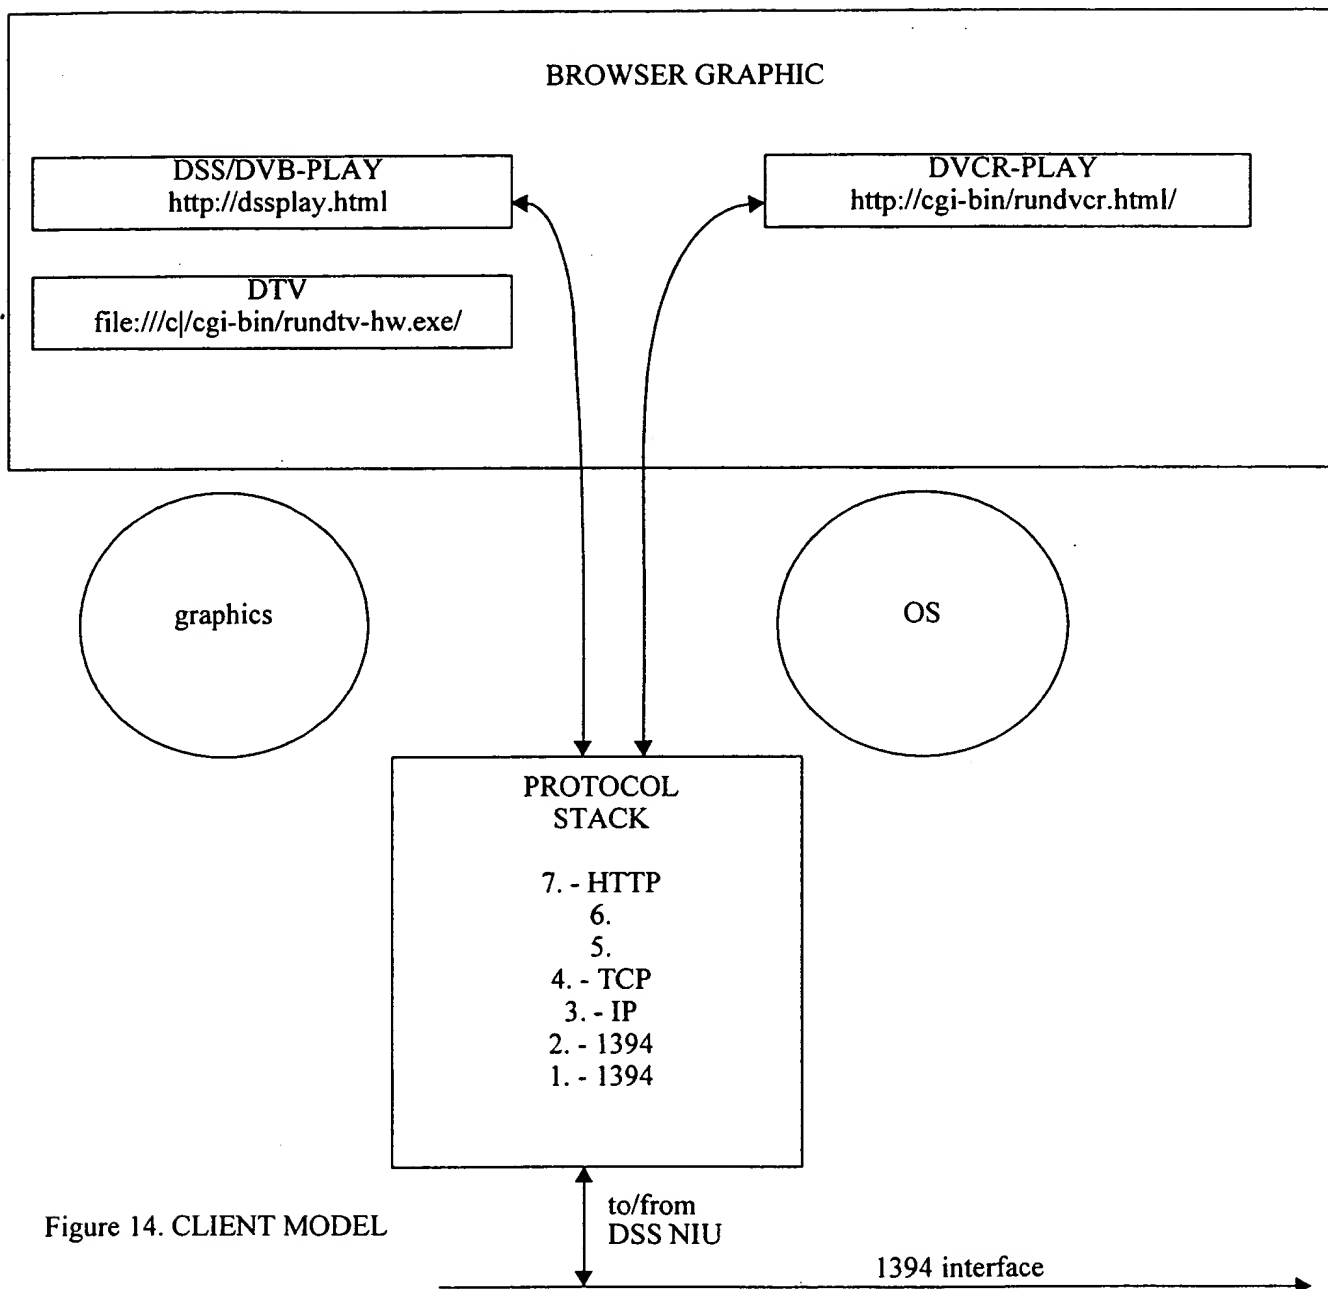 BROWSER GRAPHIC
DSS/DVB-PLAY
http://dssplay.html
DVCR-PLAY
http://cgi-bin/rundvcr.html/
DTV
file:///c|/cgi-bin/rundtv-hw.exe/
graphics
OS
PROTOCOL
STACK
7. - HTTP
6.
5.
4. - TCP
3. - IP
2. - 1394
1. - 1394
to/from
DSS NIU
Figure 14. CLIENT MODEL
1394 interface